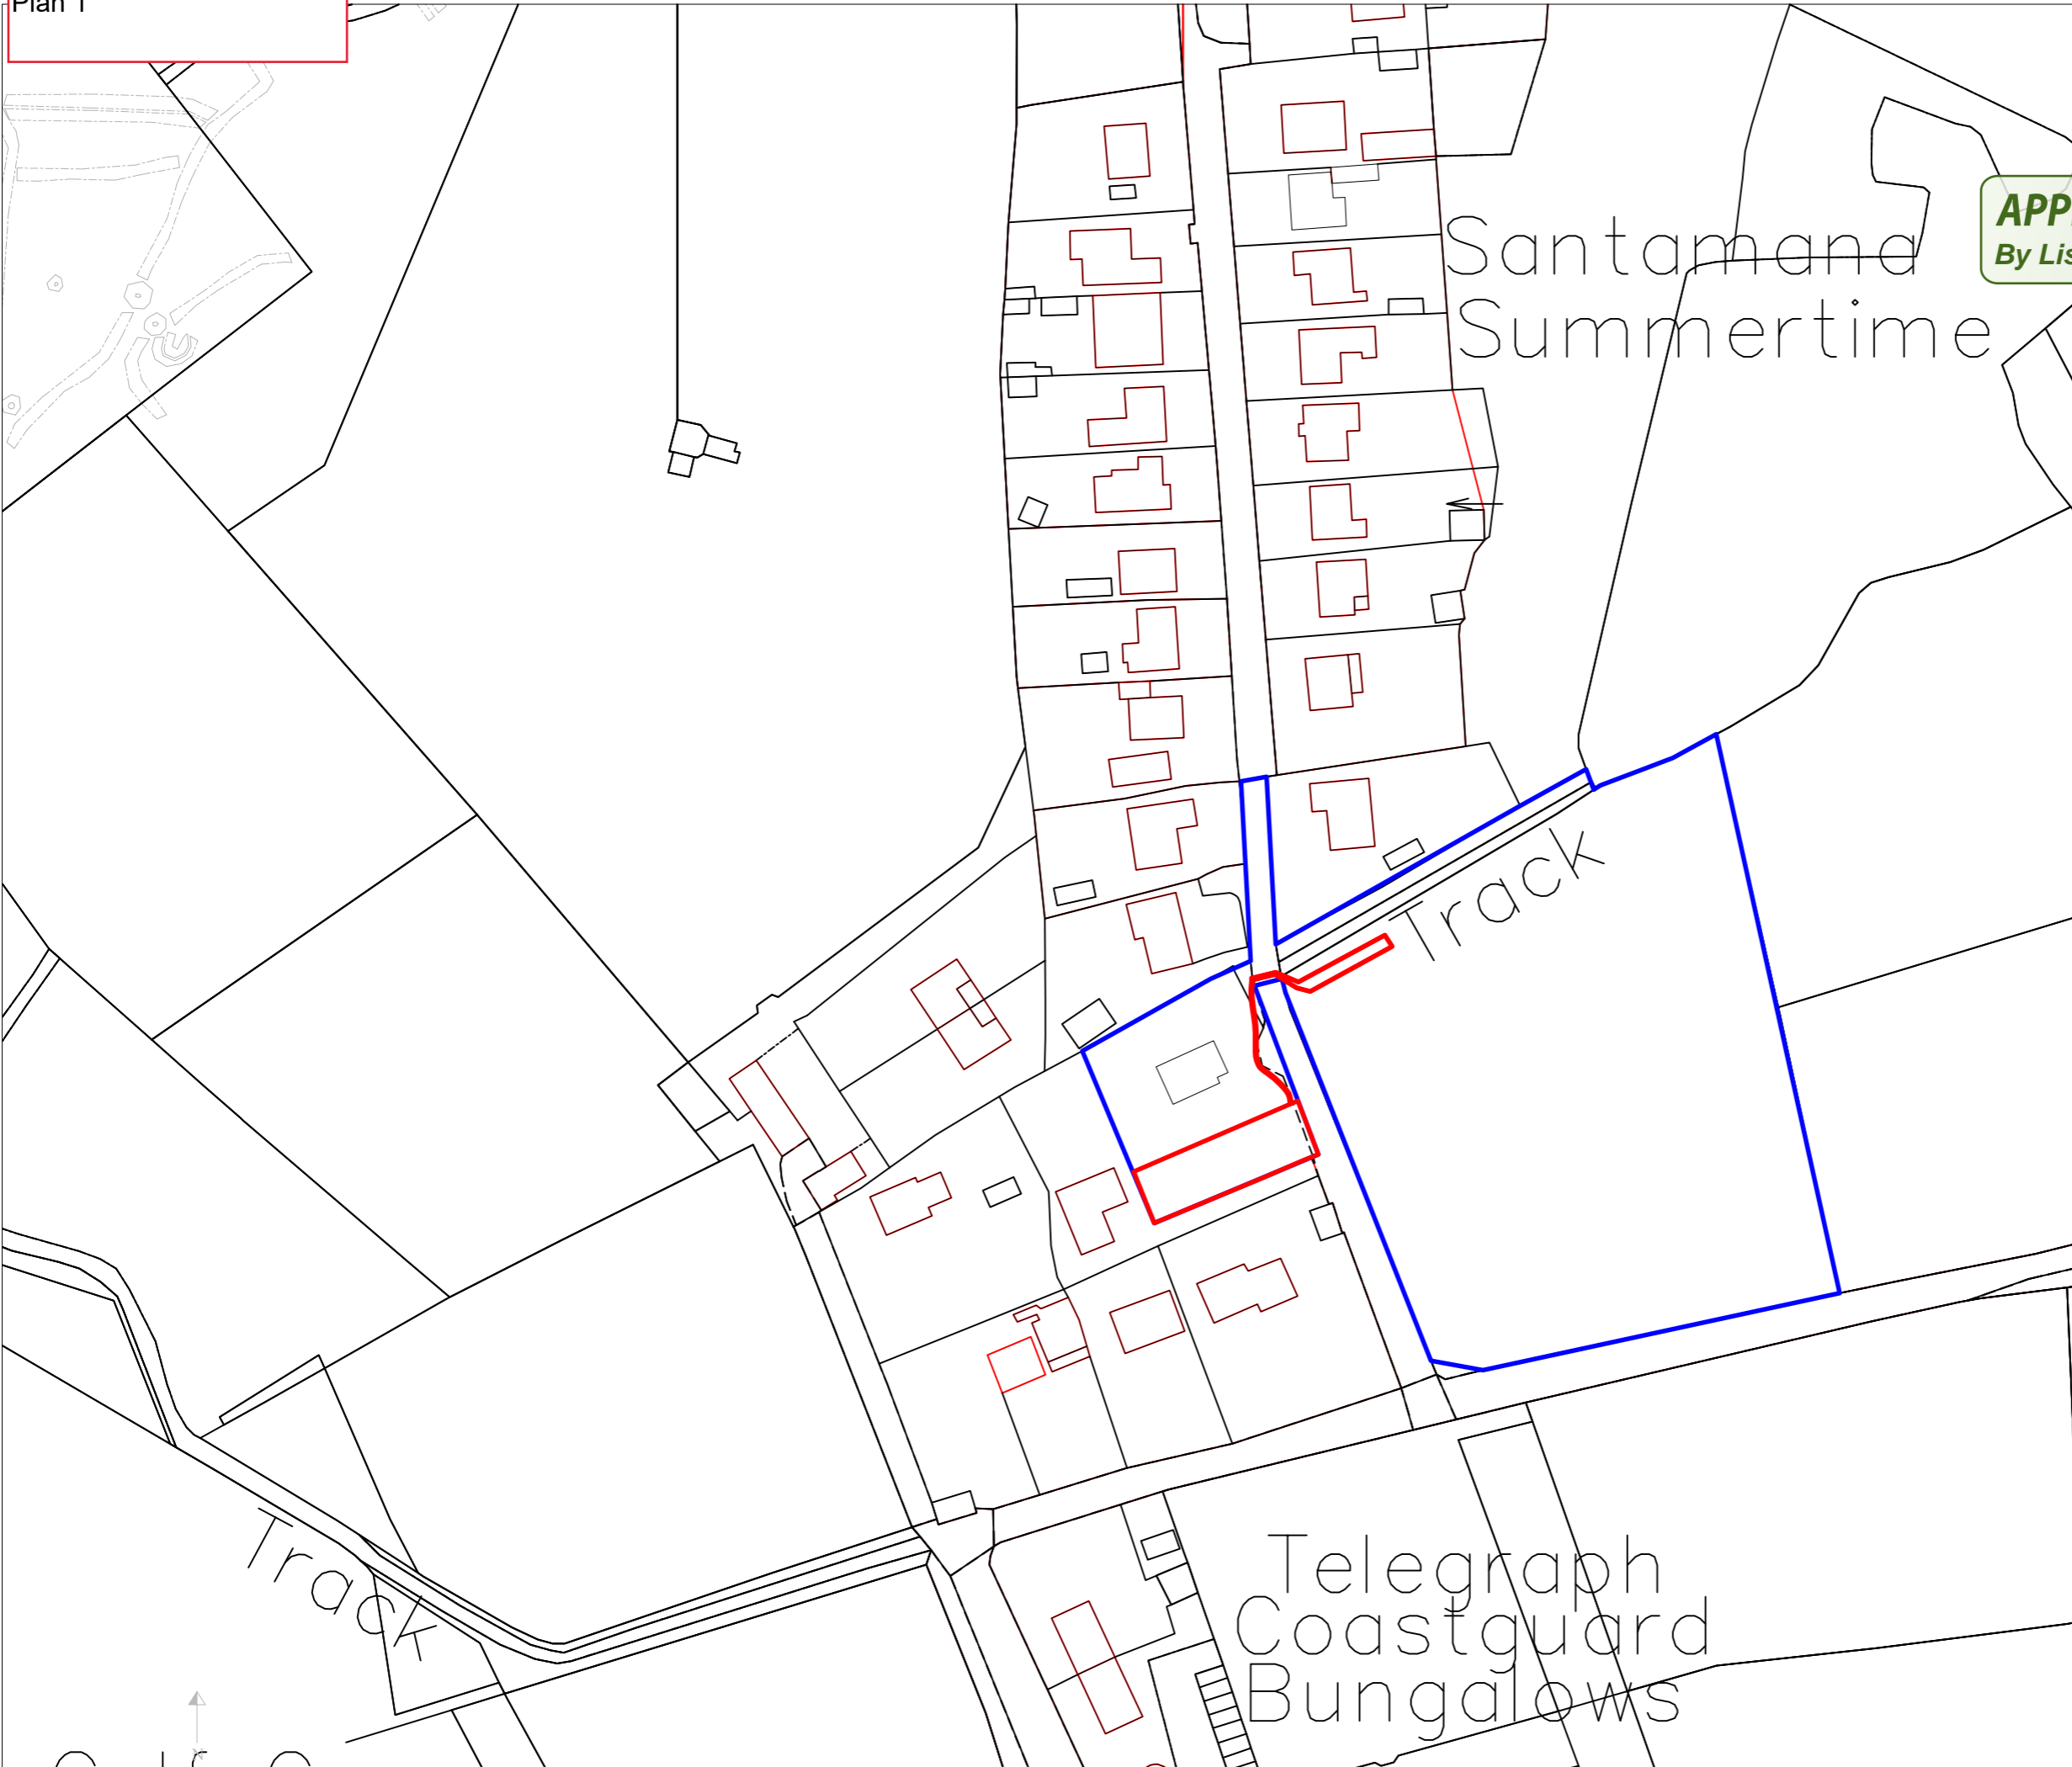 Plan 1
APP
By Lis
Santamana
Summertime
Track
Track
Telegraph
Coastguard
Bungalows